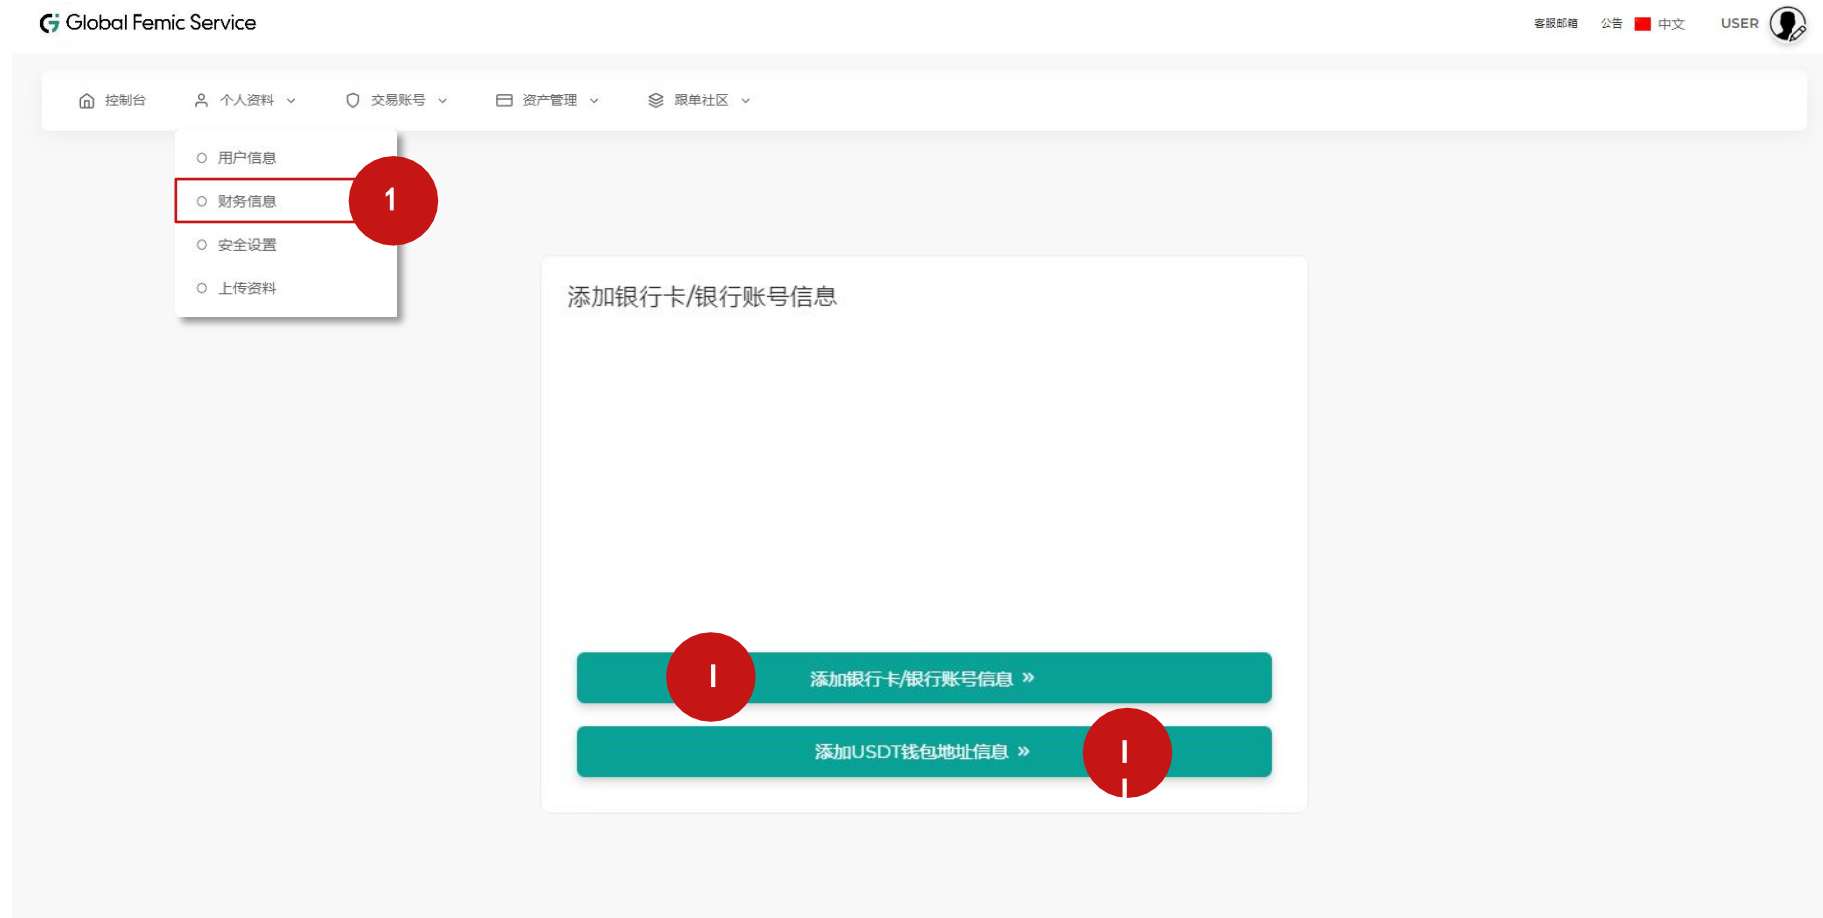 Global Femic Service
客服邮箱 公告 中文 USER
控制台 个人资料 交易账号 资产管理 跟单社区
用户信息
财务信息
1
安全设置
上传资料
添加银行卡/银行账号信息
I
添加银行卡/银行账号信息 »
添加USDT钱包地址信息 »
I
I